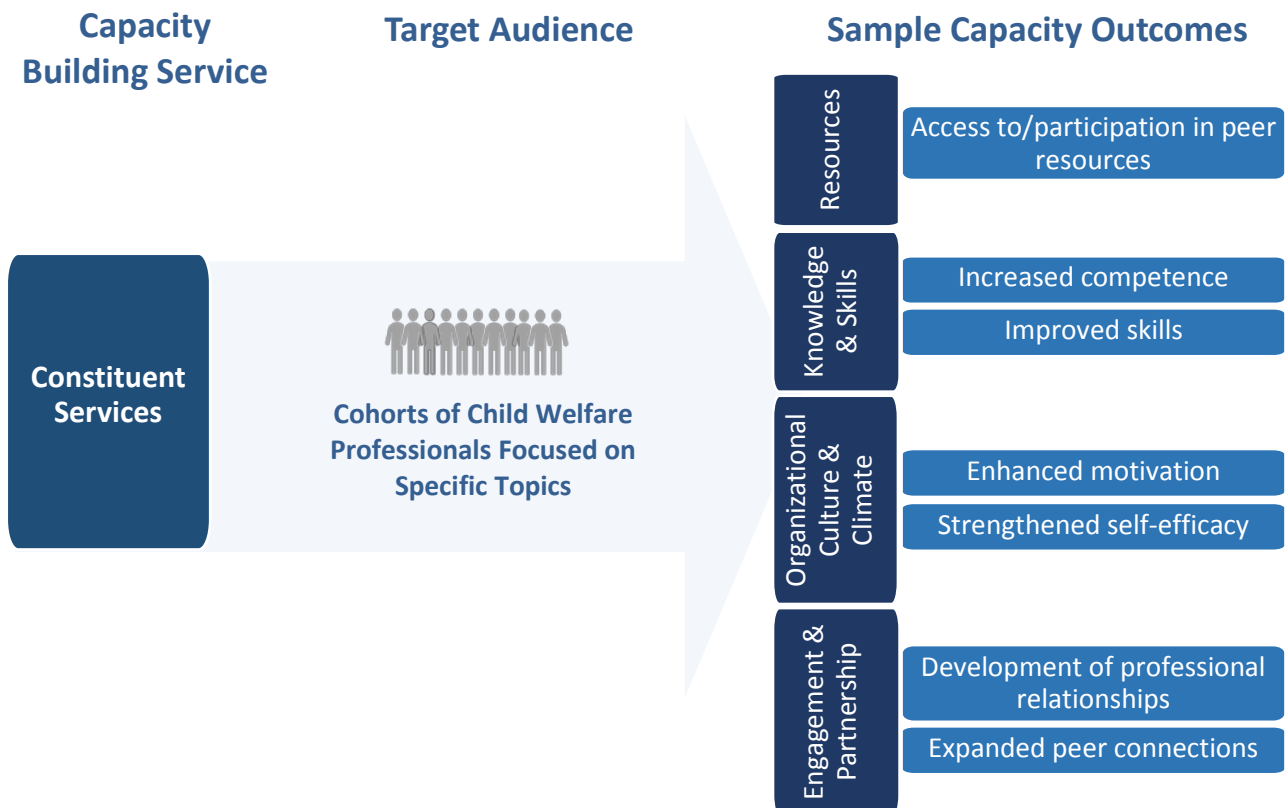 Capacity
Building Service
Target Audience
Sample Capacity Outcomes
Constituent
Services
Cohorts of Child Welfare
Professionals Focused on
Specific Topics
Resources
Access to/participation in peer
resources
Knowledge
& Skills
Increased competence
Improved skills
Organizational
Culture &
Climate
Enhanced motivation
Strengthened self-efficacy
Engagement &
Partnership
Development of professional
relationships
Expanded peer connections